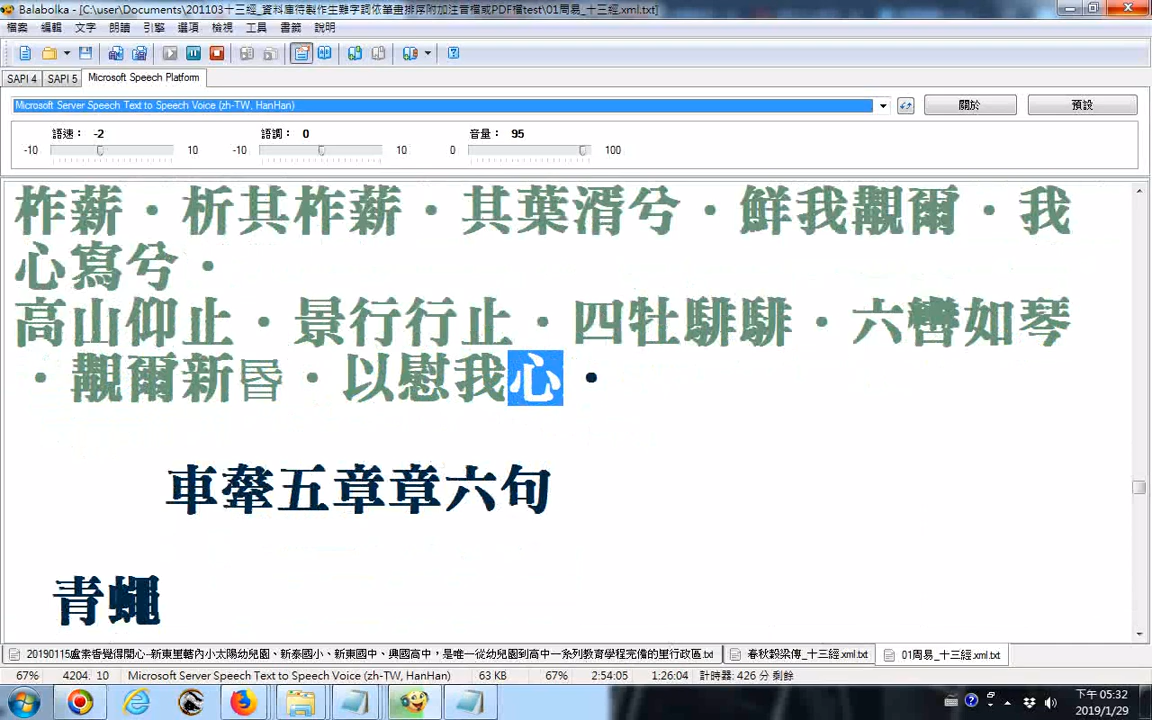 Balabolka - [C:\user\Documents\201103十三經_資料庫待製作生難字詞依筆畫排序附加注音檔或PDF檔test\01周易_十三經.xml.txt]
檔案 編輯 文字 朗讀 引擎 選項 檢視 工具 書籤 說明
SAPI 4 SAPI 5 Microsoft Speech Platform
Microsoft Server Speech Text to Speech Voice (zh-TW, HanHan) 關於 預設
語速： -2 語調： 0 音量： 95
-10 10 -10 10 0 100
柞薪．析其柞薪．其葉湑兮．鮮我覯爾．我
心寫兮．
高山仰止．景行行止．四牡騑騑．六轡如琴
．覯爾新昬．以慰我心．
車舝五章章六句
青蠅
20190115盧素香覺得開心--新東里轄內小太陽幼兒園、新泰國小、新東國中、興國高中，是唯一從幼兒園到高中一系列教育學程完備的里行政區.txt 春秋穀梁傳_十三經.xml.txt 01周易_十三經.xml.txt
67% 4204: 10 Microsoft Server Speech Text to Speech Voice (zh-TW, HanHan) 63 KB 67% 2:54:05 1:26:04 計時器: 426 分 剩餘
下午 05:32
2019/1/29